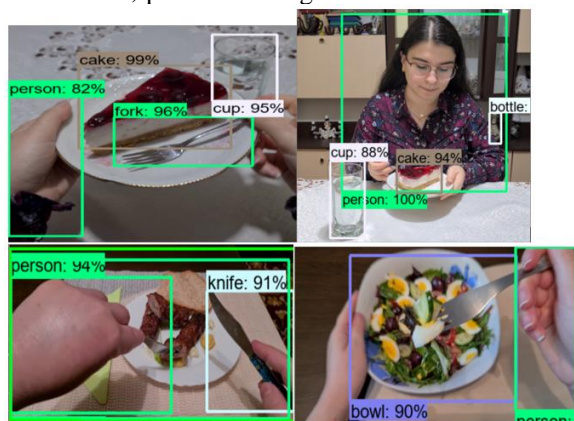 cake: 99%
person: 82%
fork: 96%
cup: 95%
bottle:
cup: 88%
cake: 94%
person: 100%
person: 94%
knife: 91%
bowl: 90%
person: